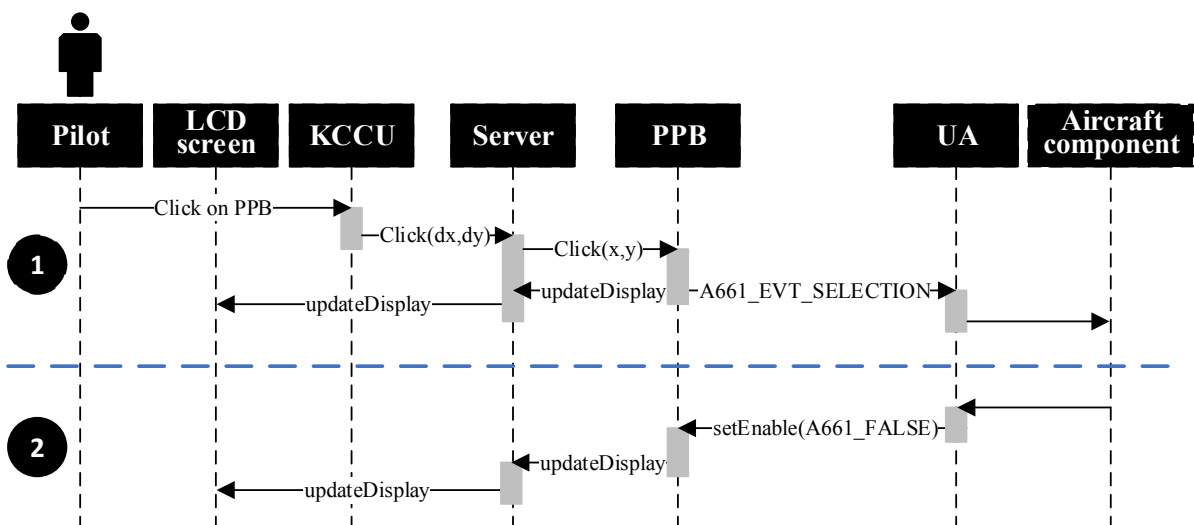 Pilot
LCD
screen
KCCU
Server
PPB
UA
Aircraft
component
Click on PPB
Click(dx,dy)
Click(x,y)
1
updateDisplay
A661_EVT_SELECTION
updateDisplay
2
setEnable(A661_FALSE)
updateDisplay
updateDisplay